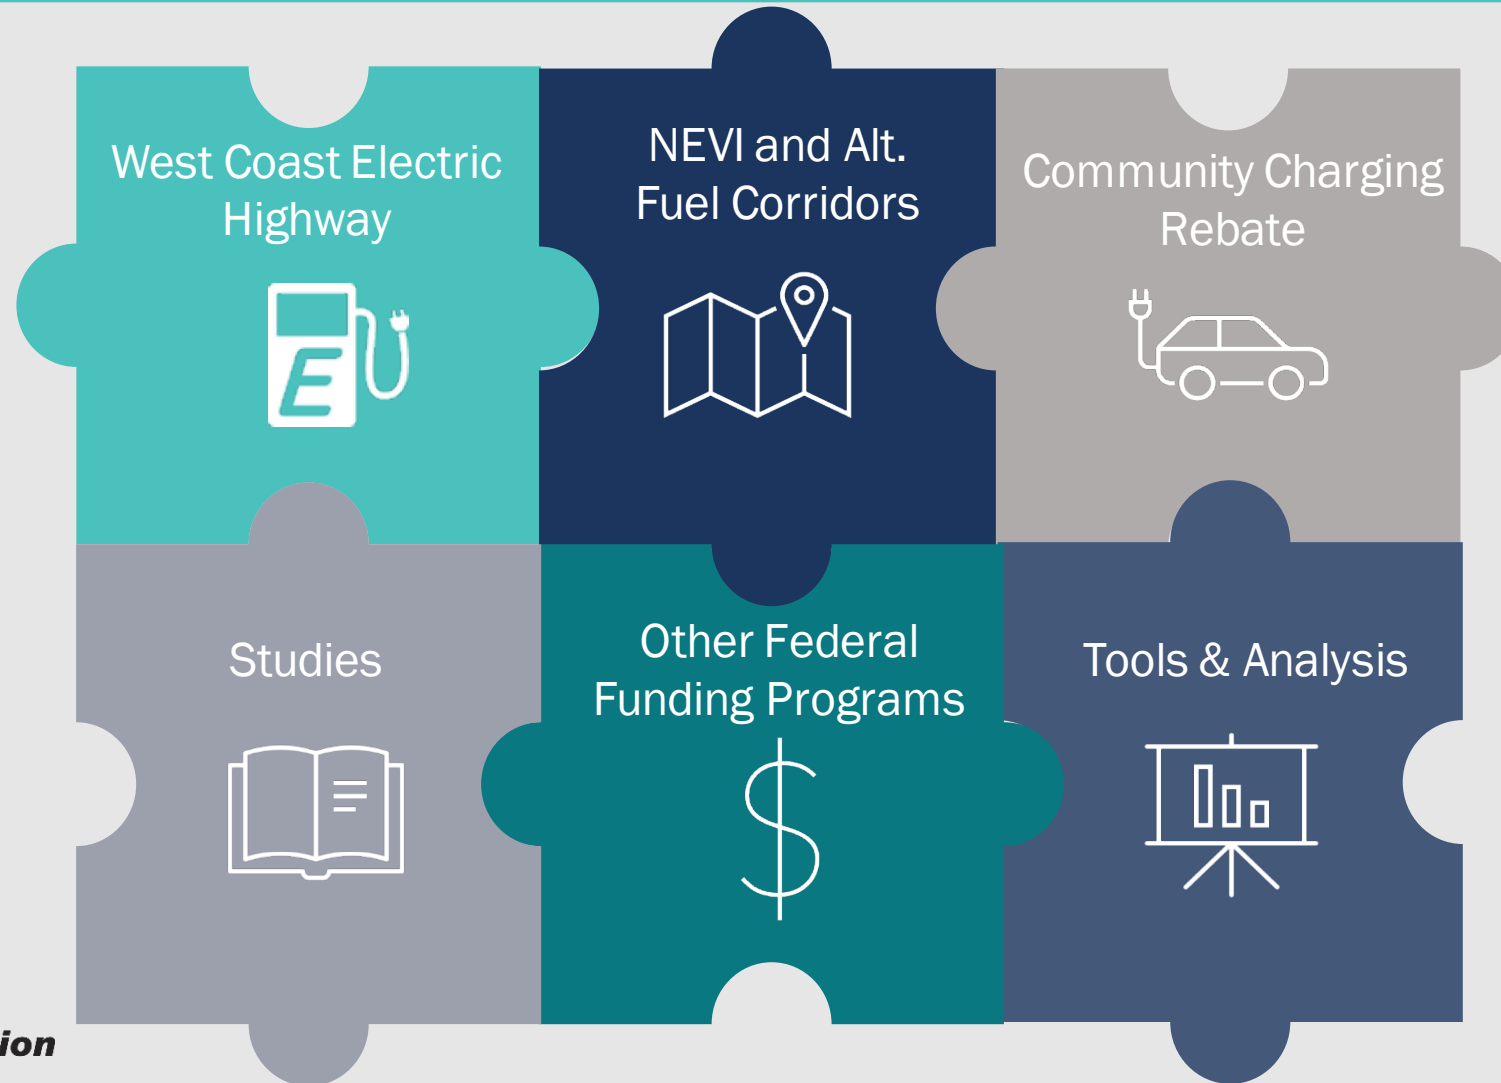 West Coast Electric
Highway
E
NEVI and Alt.
Fuel Corridors
Community Charging
Rebate
Studies
Other Federal
Funding Programs
$
Tools & Analysis
ion